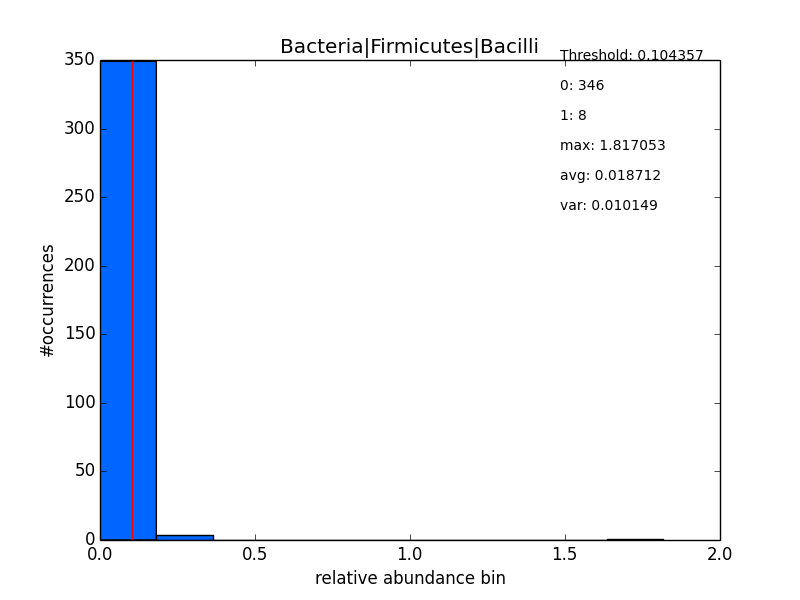 Bacteria|Firmicutes|Bacilli
Threshold: 0.104357
0: 346
1: 8
max: 1.817053
avg: 0.018712
var: 0.010149
350
300
250
200
150
100
50
0
#occurrences
0.0 0.5 1.0 1.5 2.0
relative abundance bin